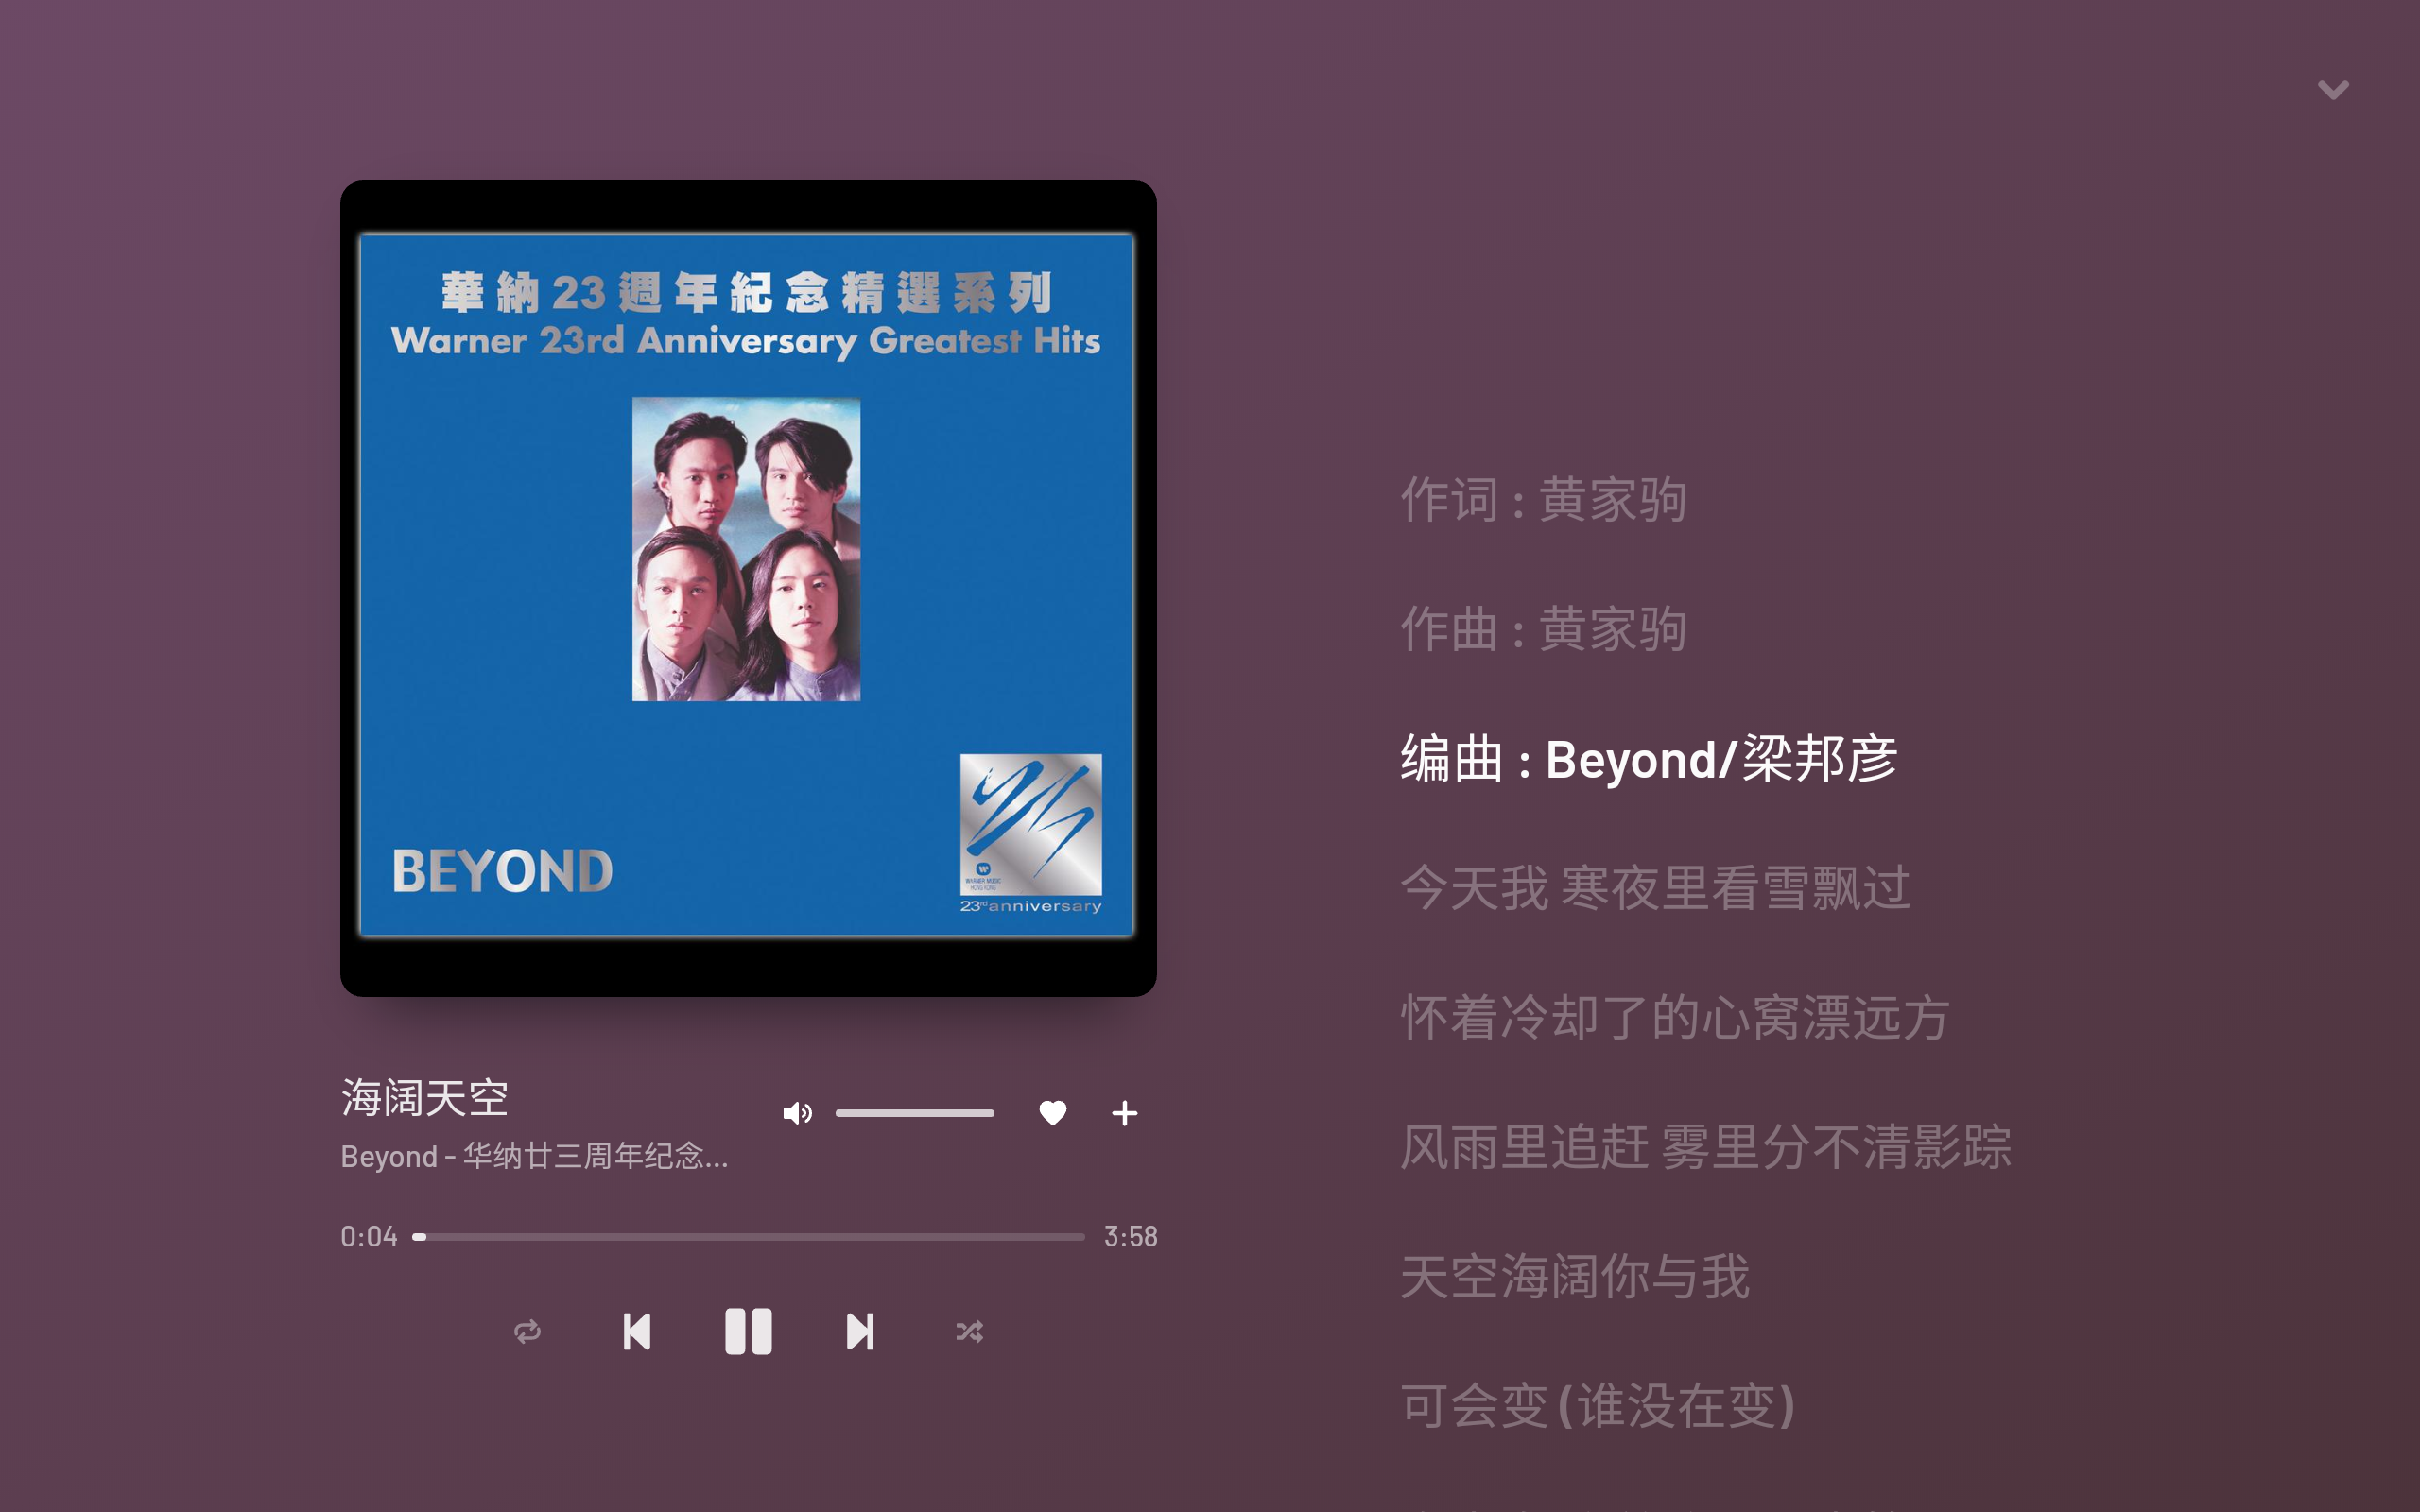 華納23週年紀念精選系列
Warner 23rd Anniversary Greatest Hits
BEYOND
WARNER MUSIC
HONG KONG
23rd anniversary
海阔天空
Beyond - 华纳廿三周年纪念...
0:04
3:58
作词 : 黄家驹
作曲 : 黄家驹
编曲 : Beyond/梁邦彦
今天我 寒夜里看雪飘过
怀着冷却了的心窝漂远方
风雨里追赶 雾里分不清影踪
天空海阔你与我
可会变 (谁没在变)